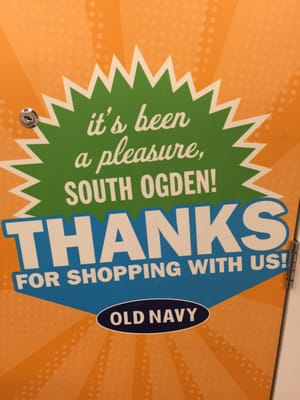 it's been
a pleasure,
SOUTH OGDEN!
THANKS
FOR SHOPPING WITH US!
OLD NAVY